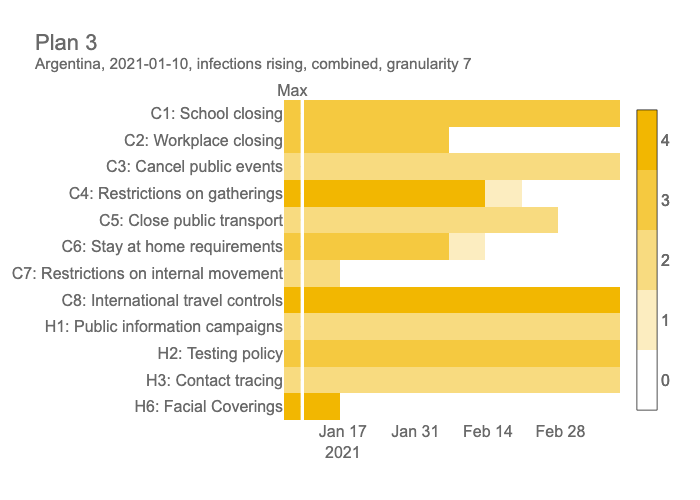 Plan 3
Argentina, 2021-01-10, infections rising, combined, granularity 7
Max
C1: School closing
C2: Workplace closing
C3: Cancel public events
C4: Restrictions on gatherings
C5: Close public transport
C6: Stay at home requirements
C7: Restrictions on internal movement
C8: International travel controls
H1: Public information campaigns
H2: Testing policy
H3: Contact tracing
H6: Facial Coverings
Jan 17 Jan 31 Feb 14 Feb 28
2021
4
3
2
1
0